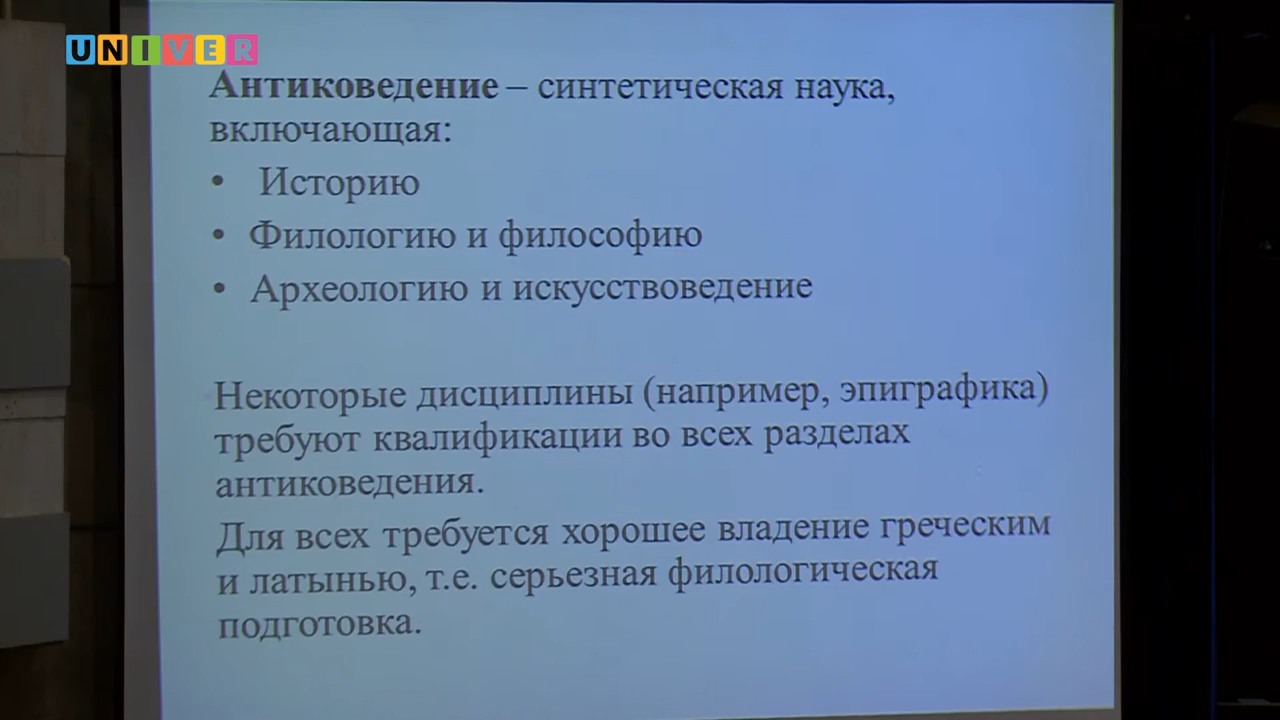 UNIVER
Антиковедение – синтетическая наука,
включающая:
• Историю
• Филологию и философию
• Археологию и искусствоведение
Некоторые дисциплины (например, эпиграфика)
требуют квалификации во всех разделах
антиковедения.
Для всех требуется хорошее владение греческим
и латынью, т.е. серьезная филологическая
подготовка.